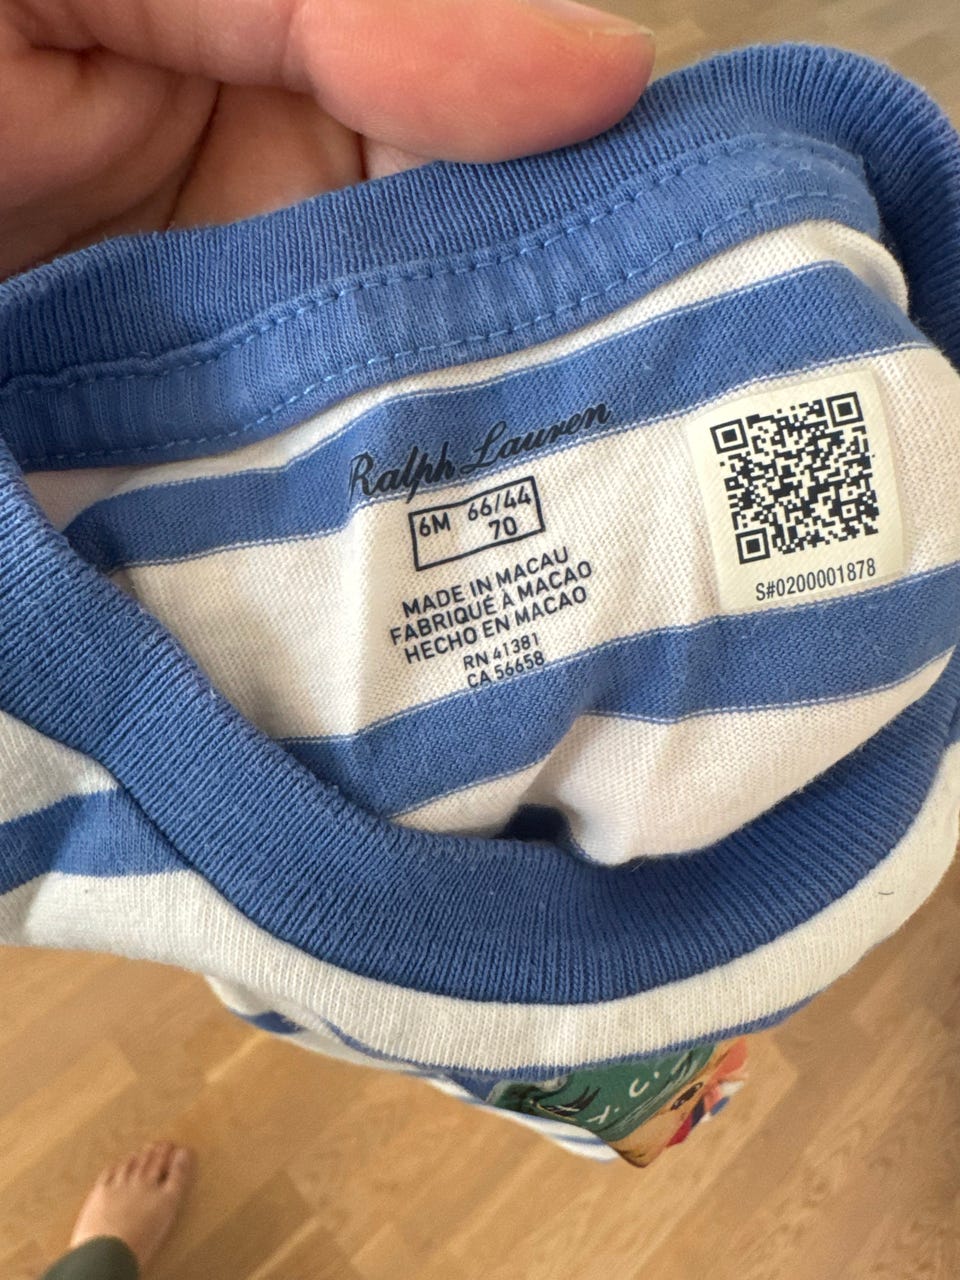 Ralph Lauren
6M 66/44
70
MADE IN MACAU
FABRIQUÉ À MACAO
HECHO EN MACAO
RN 41381
CA 56658
S#0200001878